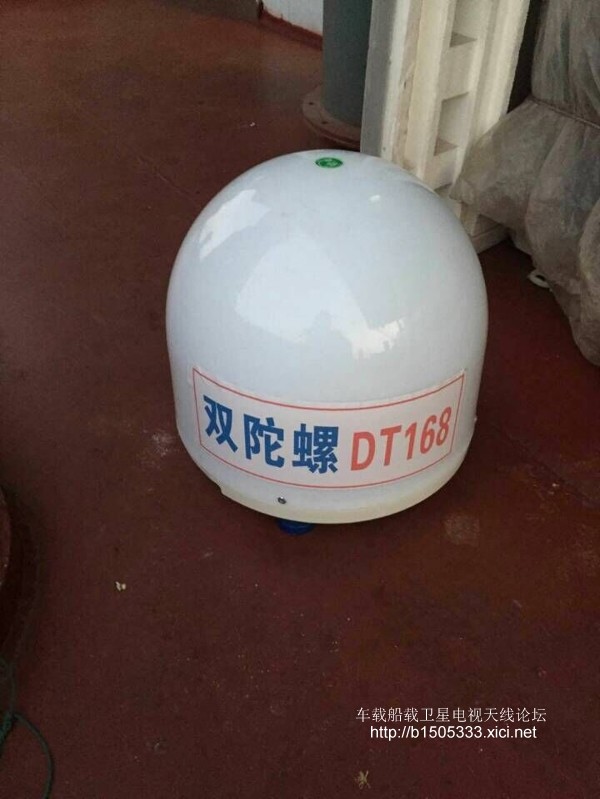 双陀螺 DT168
车载船载卫星电视天线论坛
http://b1505333.xici.net